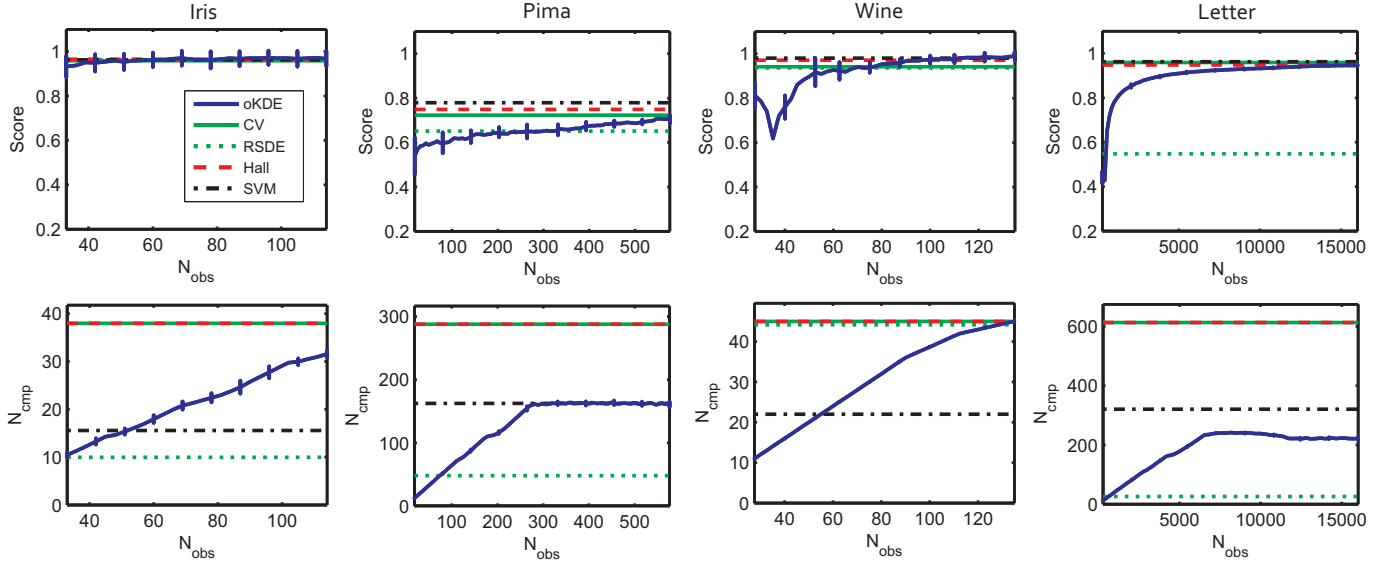 Iris
Pima
Wine
Letter
1
0.8
0.6
0.4
0.2
Score
40 60 80 100
N_obs
oKDE
CV
RSDE
Hall
SVM
1
0.8
0.6
0.4
0.2
Score
100 200 300 400 500
N_obs
1
0.8
0.6
0.4
0.2
Score
40 60 80 100 120
N_obs
1
0.8
0.6
0.4
0.2
Score
5000 10000 15000
N_obs
40
30
20
10
0
N_cmp
40 60 80 100
N_obs
300
200
100
0
N_cmp
100 200 300 400 500
N_obs
40
30
20
10
0
N_cmp
40 60 80 100 120
N_obs
600
400
200
0
N_cmp
5000 10000 15000
N_obs